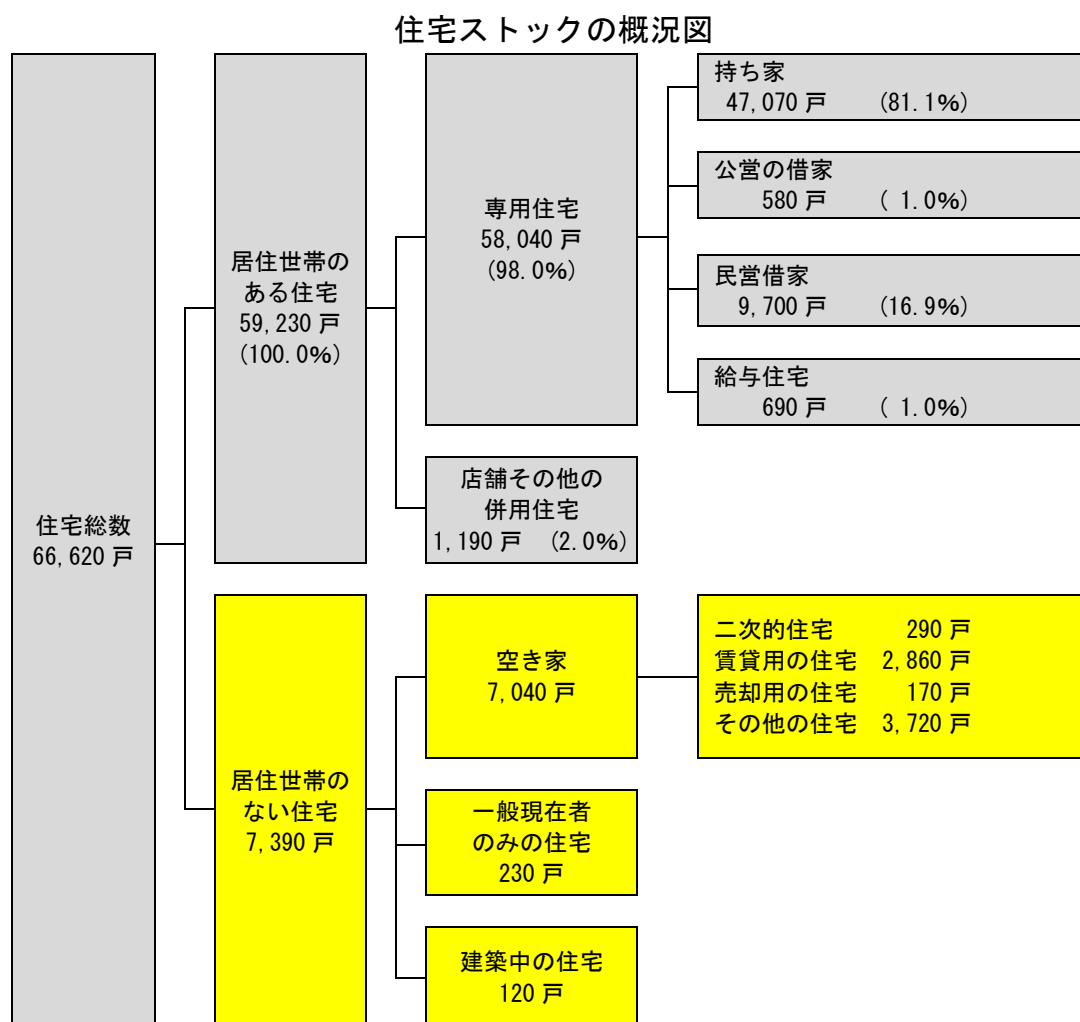 住宅ストックの概況図
住宅総数
66,620 戸
居住世帯の
ある住宅
59,230 戸
(100.0%)
専用住宅
58,040 戸
(98.0%)
持ち家
47,070 戸 (81.1%)
公営の借家
580 戸 ( 1.0%)
民営借家
9,700 戸 (16.9%)
給与住宅
690 戸 ( 1.0%)
店舗その他の
併用住宅
1,190 戸 (2.0%)
居住世帯の
ない住宅
7,390 戸
空き家
7,040 戸
二次的住宅 290 戸
賃貸用の住宅 2,860 戸
売却用の住宅 170 戸
その他の住宅 3,720 戸
一般現在者
のみの住宅
230 戸
建築中の住宅
120 戸